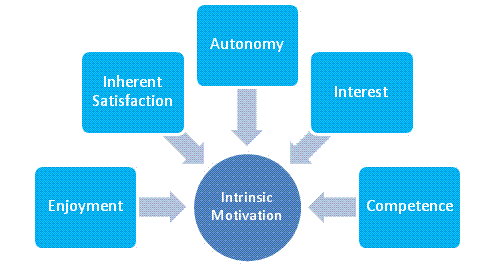 Autonomy
Inherent
Satisfaction
Interest
Enjoyment
Intrinsic
Motivation
Competence